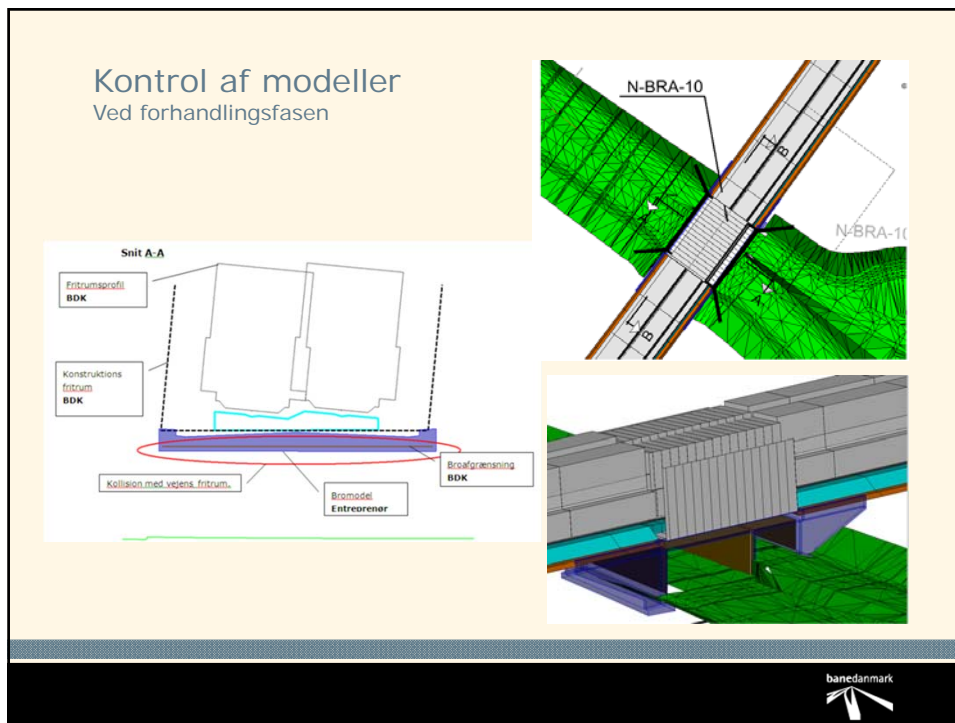 Kontrol af modeller
Ved forhandlingsfasen
N-BRA-10
B
A
N-BRA-10
A
B
Snit A-A
Fritrumsprofil
BDK
Konstruktions
fritrum
BDK
Broafgrænsning
BDK
Kollision med vejens fritrum.
Bromodel
Entreprenør
banedanmark